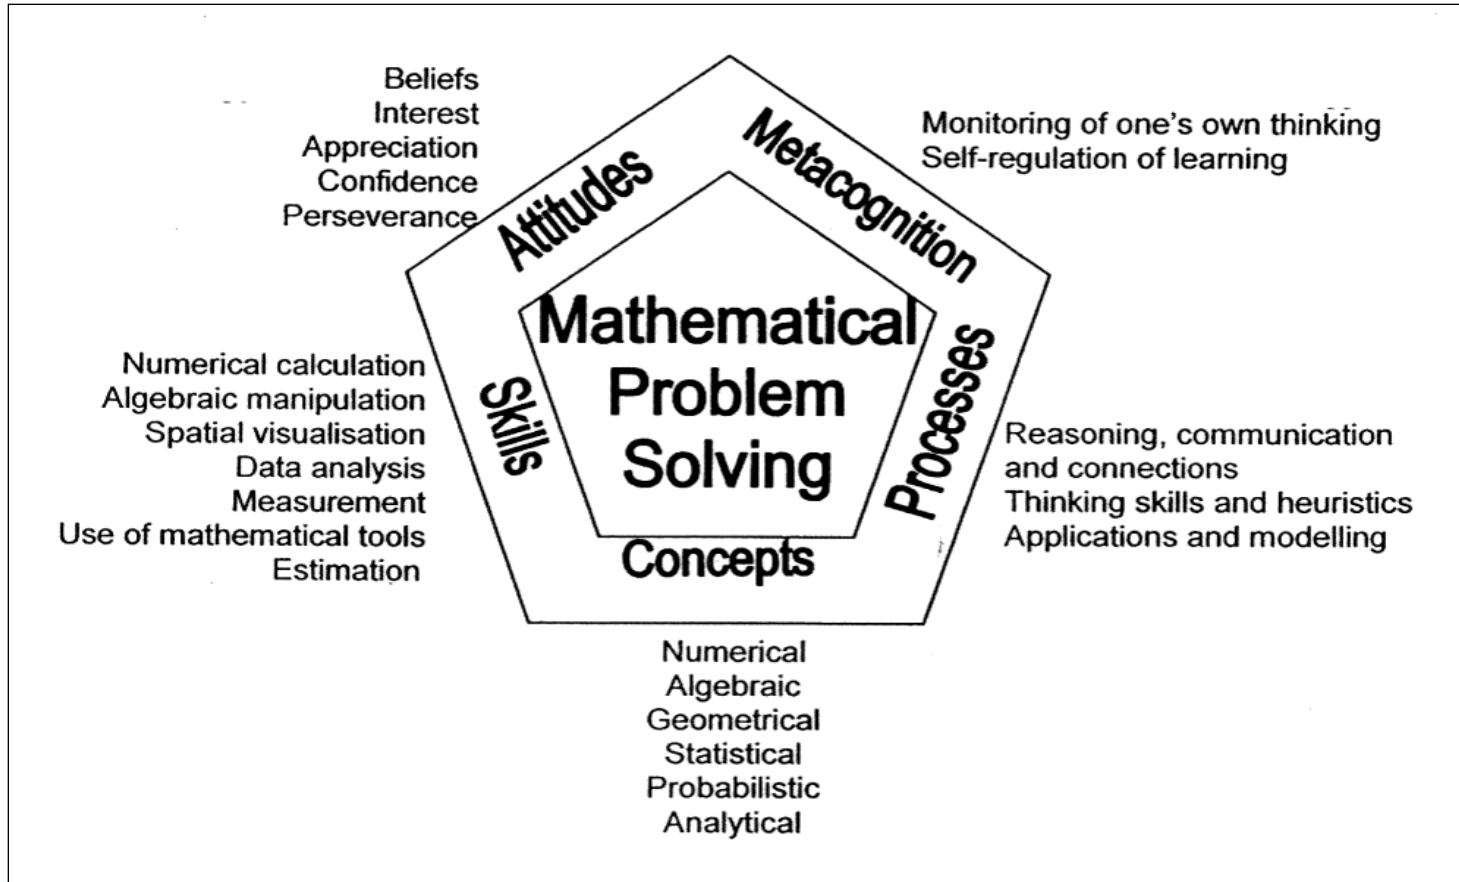 Beliefs
Interest
Appreciation
Confidence
Perseverance
Attitudes
Metacognition
Monitoring of one's own thinking
Self-regulation of learning
Mathematical
Problem
Solving
Numerical calculation
Algebraic manipulation
Spatial visualisation
Data analysis
Measurement
Use of mathematical tools
Estimation
Skills
Processes
Reasoning, communication
and connections
Thinking skills and heuristics
Applications and modelling
Concepts
Numerical
Algebraic
Geometrical
Statistical
Probabilistic
Analytical